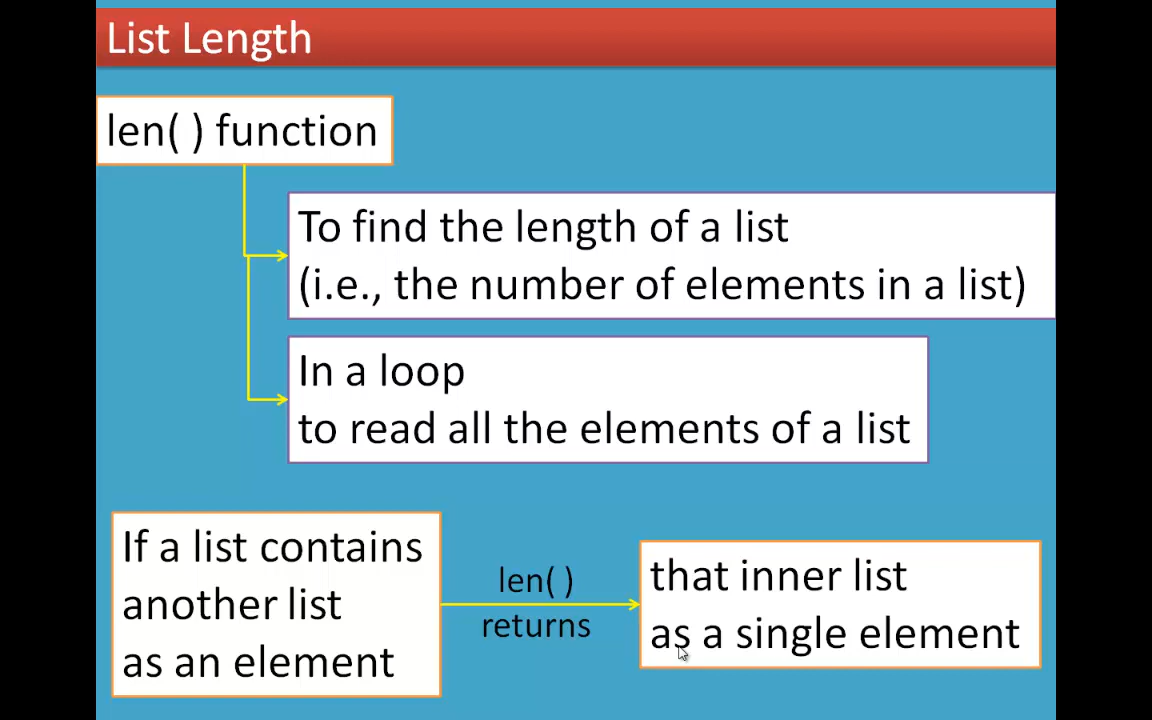 List Length
len( ) function
To find the length of a list
(i.e., the number of elements in a list)
In a loop
to read all the elements of a list
If a list contains
another list
as an element
len( )
returns
that inner list
as a single element